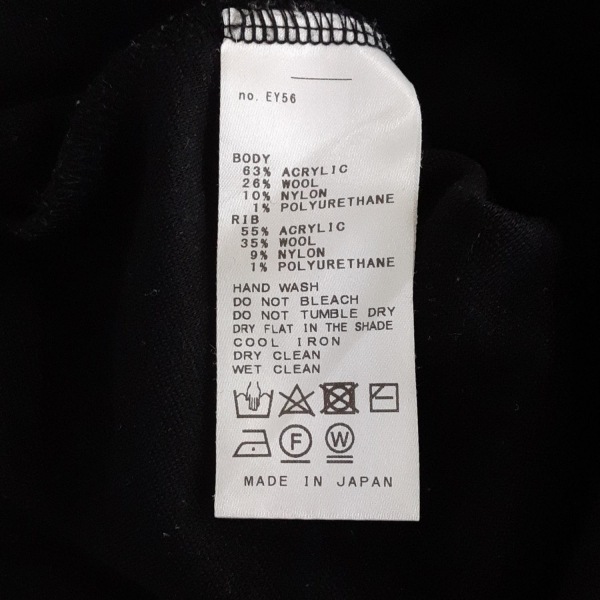 no. EY56
BODY
63% ACRYLIC
26% WOOL
10% NYLON
1% POLYURETHANE
RIB
55% ACRYLIC
35% WOOL
9% NYLON
1% POLYURETHANE
HAND WASH
DO NOT BLEACH
DO NOT TUMBLE DRY
DRY FLAT IN THE SHADE
COOL IRON
DRY CLEAN
WET CLEAN
F W
MADE IN JAPAN